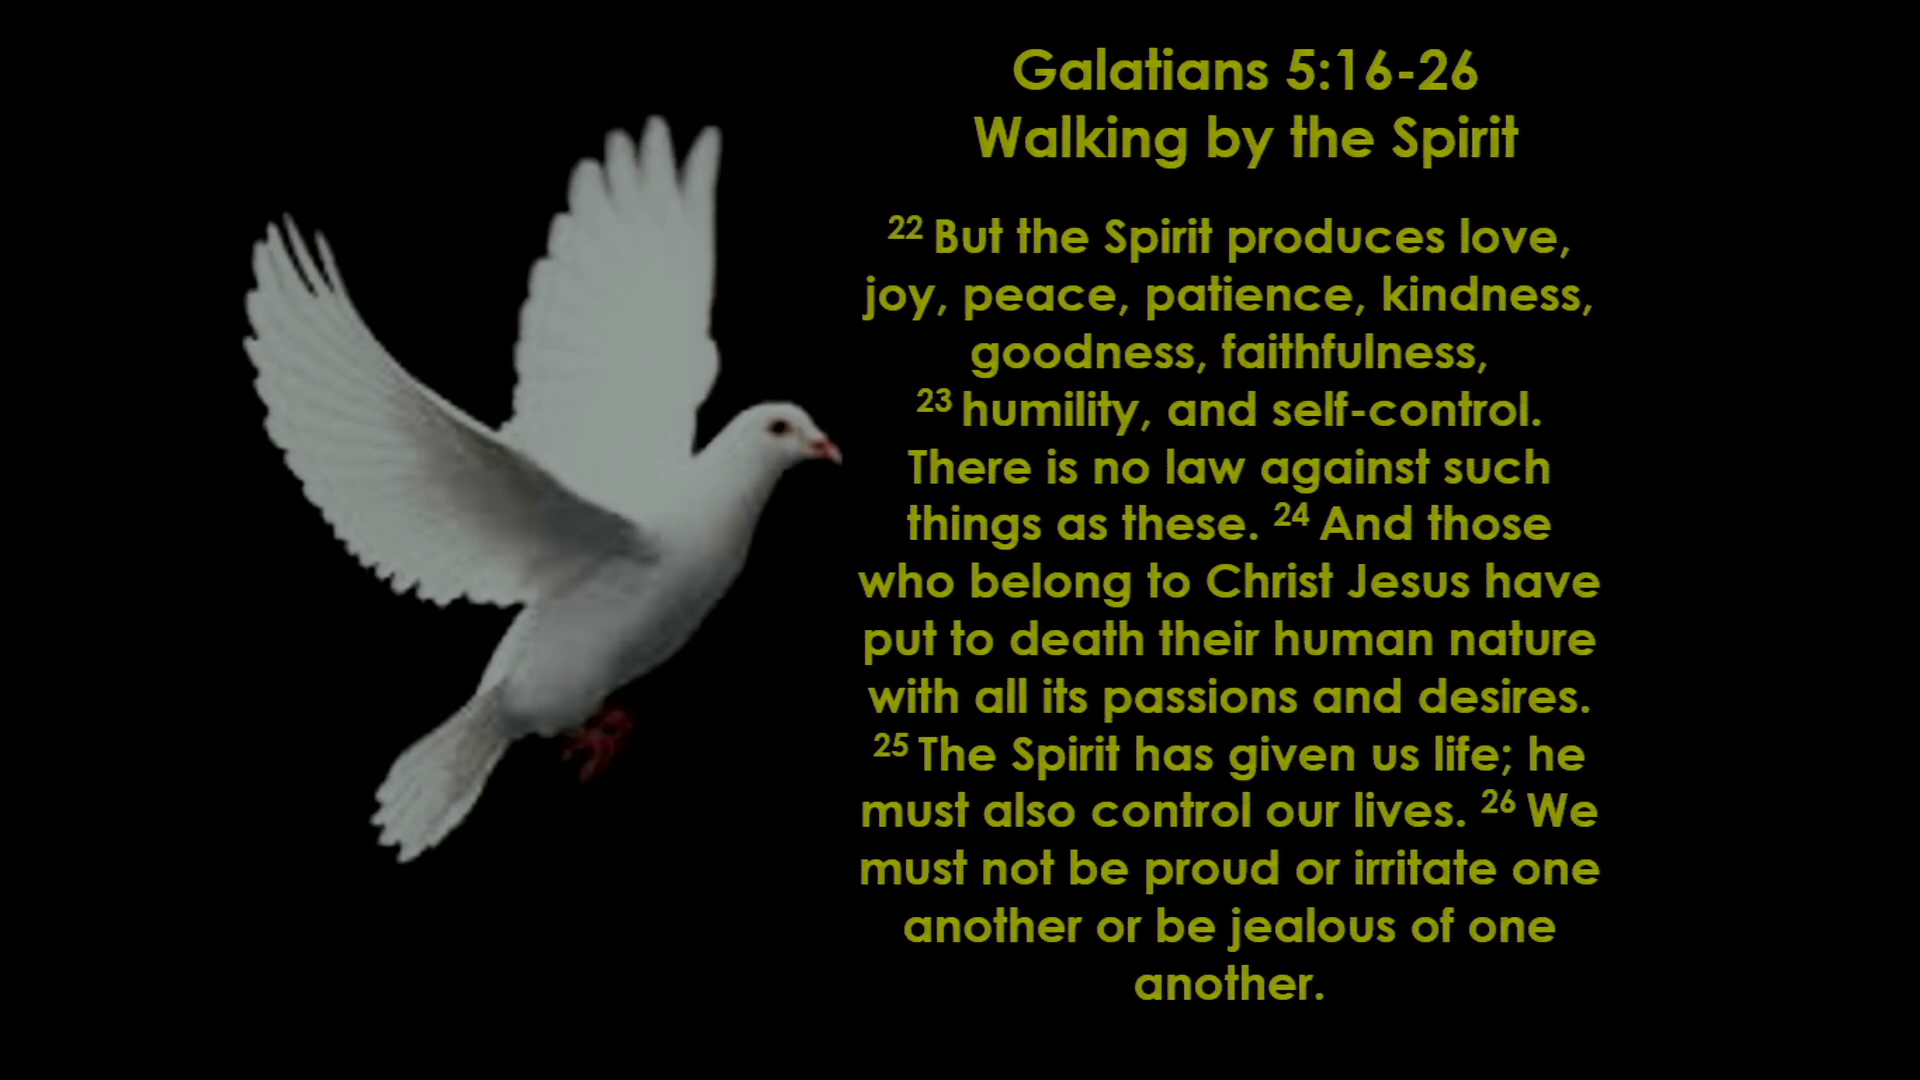 Galatians 5:16-26
Walking by the Spirit
22 But the Spirit produces love,
joy, peace, patience, kindness,
goodness, faithfulness,
23 humility, and self-control.
There is no law against such
things as these. 24 And those
who belong to Christ Jesus have
put to death their human nature
with all its passions and desires.
25 The Spirit has given us life; he
must also control our lives. 26 We
must not be proud or irritate one
another or be jealous of one
another.